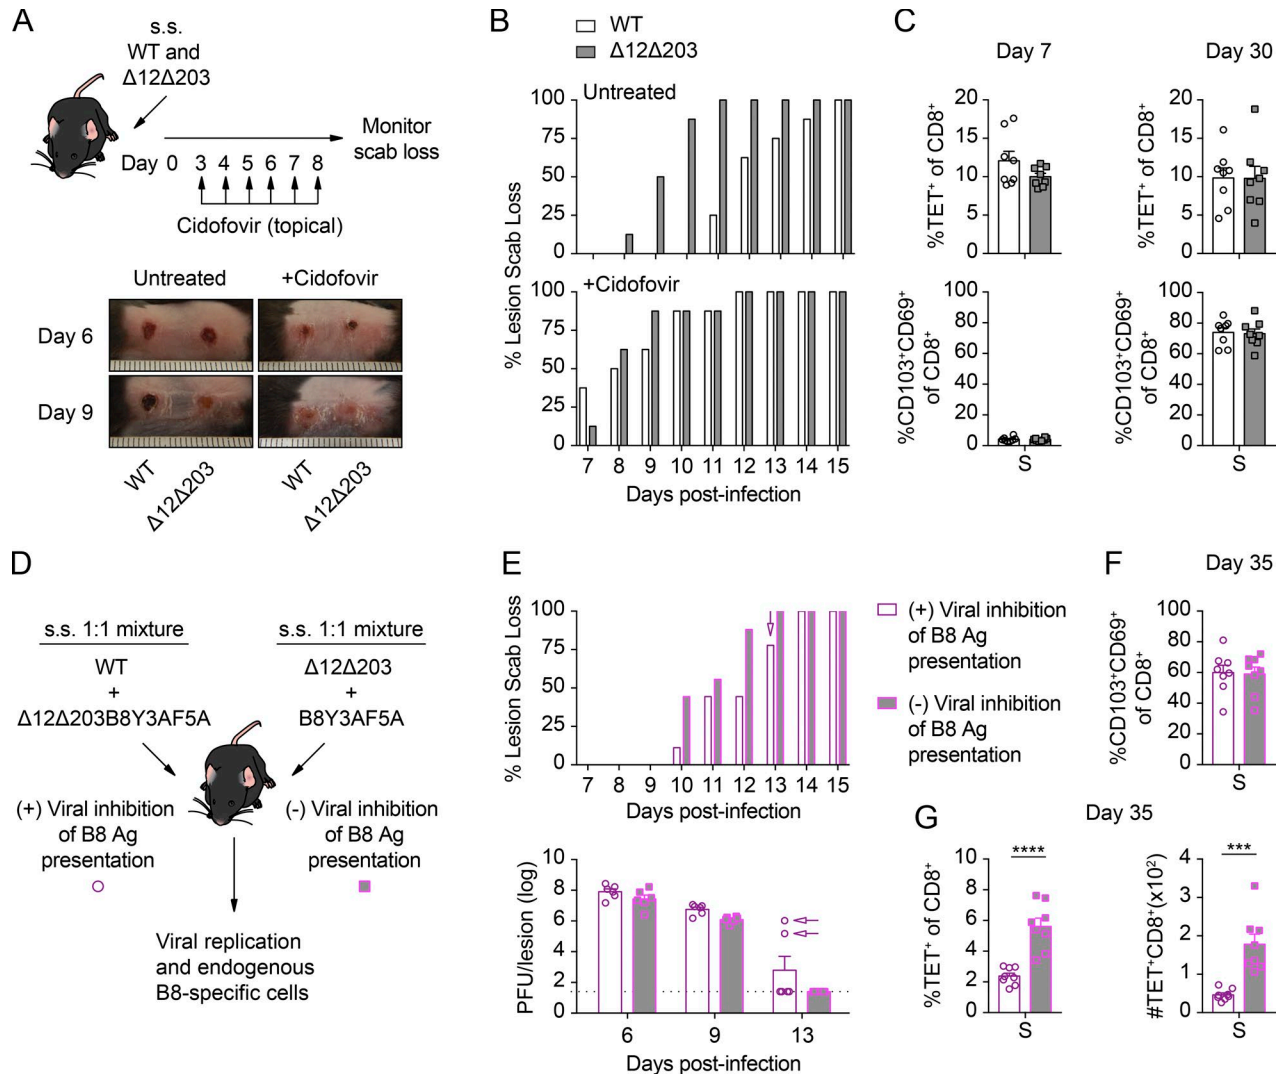 A
s.s.
WT and
Δ12Δ203
Day 0 3 4 5 6 7 8
Monitor
scab loss
Cidofovir (topical)
Untreated +Cidofovir
Day 6
Day 9
WT Δ12Δ203 WT Δ12Δ203
B
WT
Δ12Δ203
% Lesion Scab Loss
Untreated
100
75
50
25
0
+Cidofovir
100
75
50
25
0
7 8 9 10 11 12 13 14 15
Days post-infection
C
Day 7 Day 30
%TET⁺ of CD8⁺
20
15
10
5
0
%TET⁺ of CD8⁺
20
15
10
5
0
%CD103⁺CD69⁺
of CD8⁺
100
80
60
40
20
0
S
%CD103⁺CD69⁺
of CD8⁺
100
80
60
40
20
0
S
D
s.s. 1:1 mixture
WT
+
Δ12Δ203B8Y3AF5A
s.s. 1:1 mixture
Δ12Δ203
+
B8Y3AF5A
(+) Viral inhibition
of B8 Ag
presentation
(-) Viral inhibition
of B8 Ag
presentation
Viral replication
and endogenous
B8-specific cells
E
% Lesion Scab Loss
100
75
50
25
0
7 8 9 10 11 12 13 14 15
Days post-infection
(+) Viral inhibition
of B8 Ag
presentation
(-) Viral inhibition
of B8 Ag
presentation
PFU/lesion (log)
10
8
6
4
2
0
6 9 13
Days post-infection
F
Day 35
%CD103⁺CD69⁺
of CD8⁺
100
80
60
40
20
0
S
G
Day 35
%TET⁺ of CD8⁺
10
8
6
4
2
0
****
S
#TET⁺CD8⁺(x10²)
4
3
2
1
0
***
S